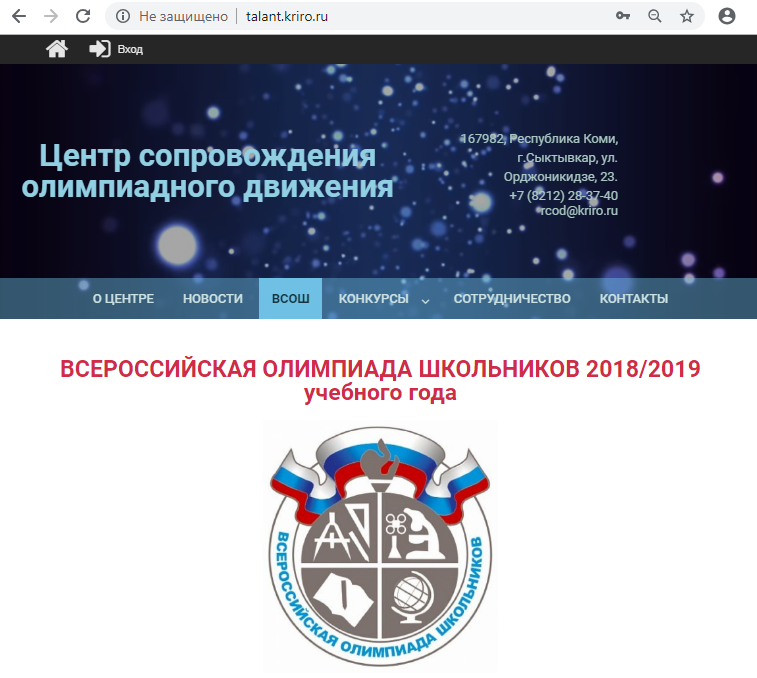 Не защищено talant.kriro.ru
Вход
Центр сопровождения
олимпиадного движения
167982, Республика Коми,
г.Сыктывкар, ул.
Орджоникидзе, 23.
+7 (8212) 28-37-40
rcod@kriro.ru
О ЦЕНТРЕ НОВОСТИ ВСОШ КОНКУРСЫ СОТРУДНИЧЕСТВО КОНТАКТЫ
ВСЕРОССИЙСКАЯ ОЛИМПИАДА ШКОЛЬНИКОВ 2018/2019
учебного года
ВСЕРОССИЙСКАЯ ОЛИМПИАДА ШКОЛЬНИКОВ